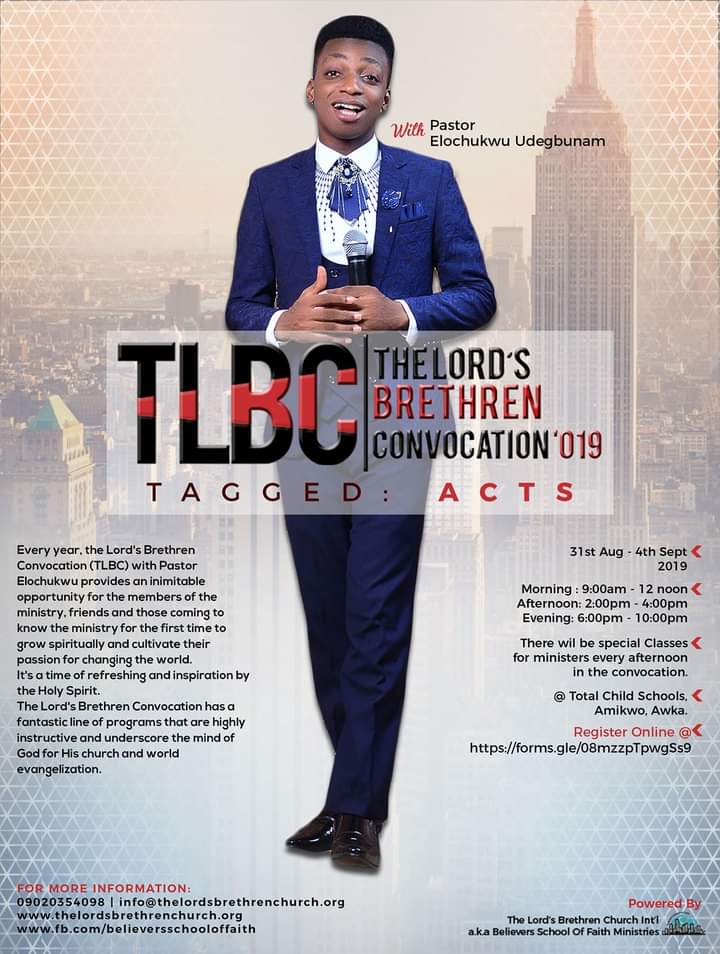 With Pastor
Elochukwu Udegbunam
TLBC
THE LORD'S
BRETHREN
CONVOCATION '019
TAGGED: ACTS
Every year, the Lord's Brethren
Convocation (TLBC) with Pastor
Elochukwu provides an inimitable
opportunity for the members of the
ministry, friends and those coming to
know the ministry for the first time to
grow spiritually and cultivate their
passion for changing the world.
It's a time of refreshing and inspiration by
the Holy Spirit.
The Lord's Brethren Convocation has a
fantastic line of programs that are highly
instructive and underscore the mind of
God for His church and world
evangelization.
31st Aug - 4th Sept
2019
Morning : 9:00am - 12 noon
Afternoon: 2:00pm - 4:00pm
Evening: 6:00pm - 10:00pm
There wil be special Classes
for ministers every afternoon
in the convocation.
@ Total Child Schools,
Amikwo, Awka.
Register Online @
https://forms.gle/08mzzpTpwgSs9
FOR MORE INFORMATION:
09020354098 | info@thelordsbrethrenchurch.org
www.thelordsbrethrenchurch.org
www.fb.com/believersschooloffaith
Powered By
The Lord's Brethren Church Int'l
a.k.a Believers School Of Faith Ministries